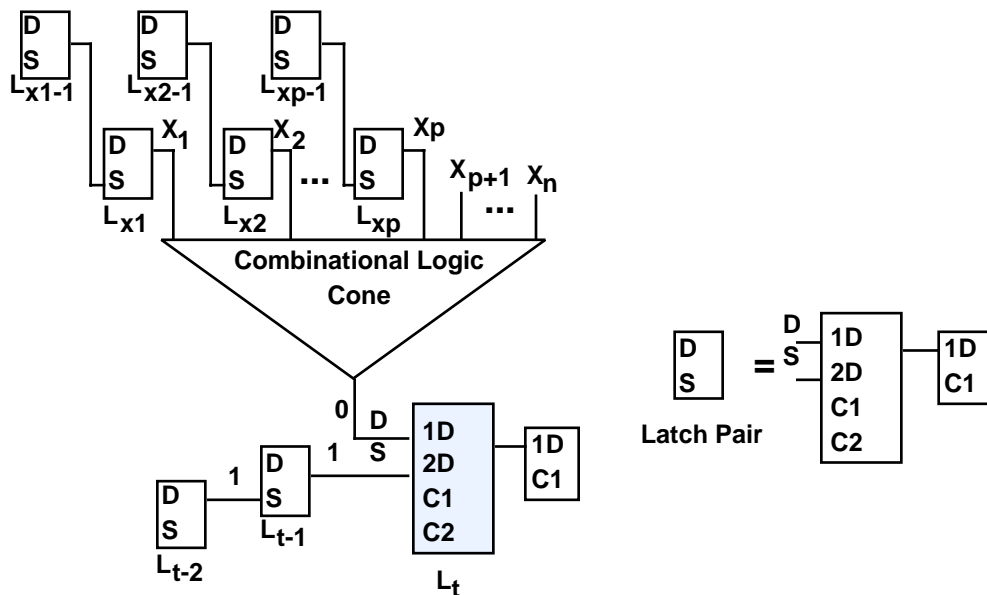 D
S
L x1-1
D
S
L x2-1
D
S
L xp-1
D
S
L x1
X 1
D
S
L x2
X 2
...
D
S
L xp
Xp
X p+1
...
X n
Combinational Logic
Cone
0
D
S
1D
2D
C1
C2
L t
1D
C1
D
S
L t-1
1
D
S
L t-2
1
D
S
Latch Pair
=
D
S
1D
2D
C1
C2
1D
C1